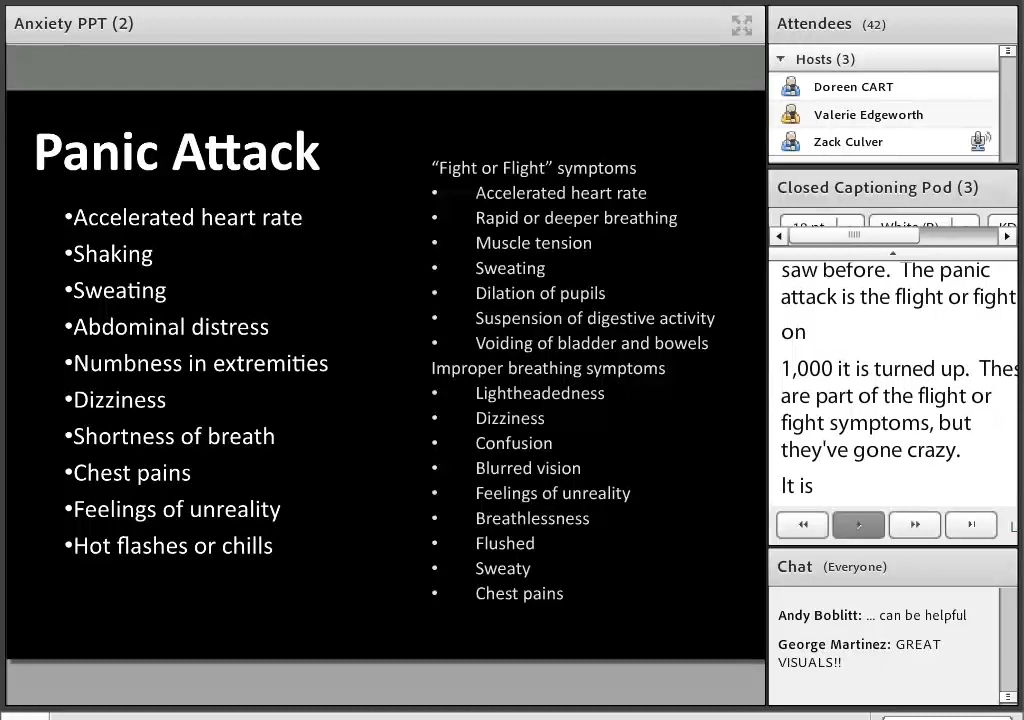 Anxiety PPT (2)
Panic Attack
•Accelerated heart rate
•Shaking
•Sweating
•Abdominal distress
•Numbness in extremities
•Dizziness
•Shortness of breath
•Chest pains
•Feelings of unreality
•Hot flashes or chills
“Fight or Flight” symptoms
• Accelerated heart rate
• Rapid or deeper breathing
• Muscle tension
• Sweating
• Dilation of pupils
• Suspension of digestive activity
• Voiding of bladder and bowels
Improper breathing symptoms
• Lightheadedness
• Dizziness
• Confusion
• Blurred vision
• Feelings of unreality
• Breathlessness
• Flushed
• Sweaty
• Chest pains
Attendees (42)
Hosts (3)
Doreen CART
Valerie Edgeworth
Zack Culver
Closed Captioning Pod (3)
saw before. The panic
attack is the flight or fight
on
1,000 it is turned up.
are part of the flight or
fight symptoms, but
they've gone crazy.
It is
Chat (Everyone)
Andy Boblitt: ... can be helpful
George Martinez: GREAT
VISUALS!!